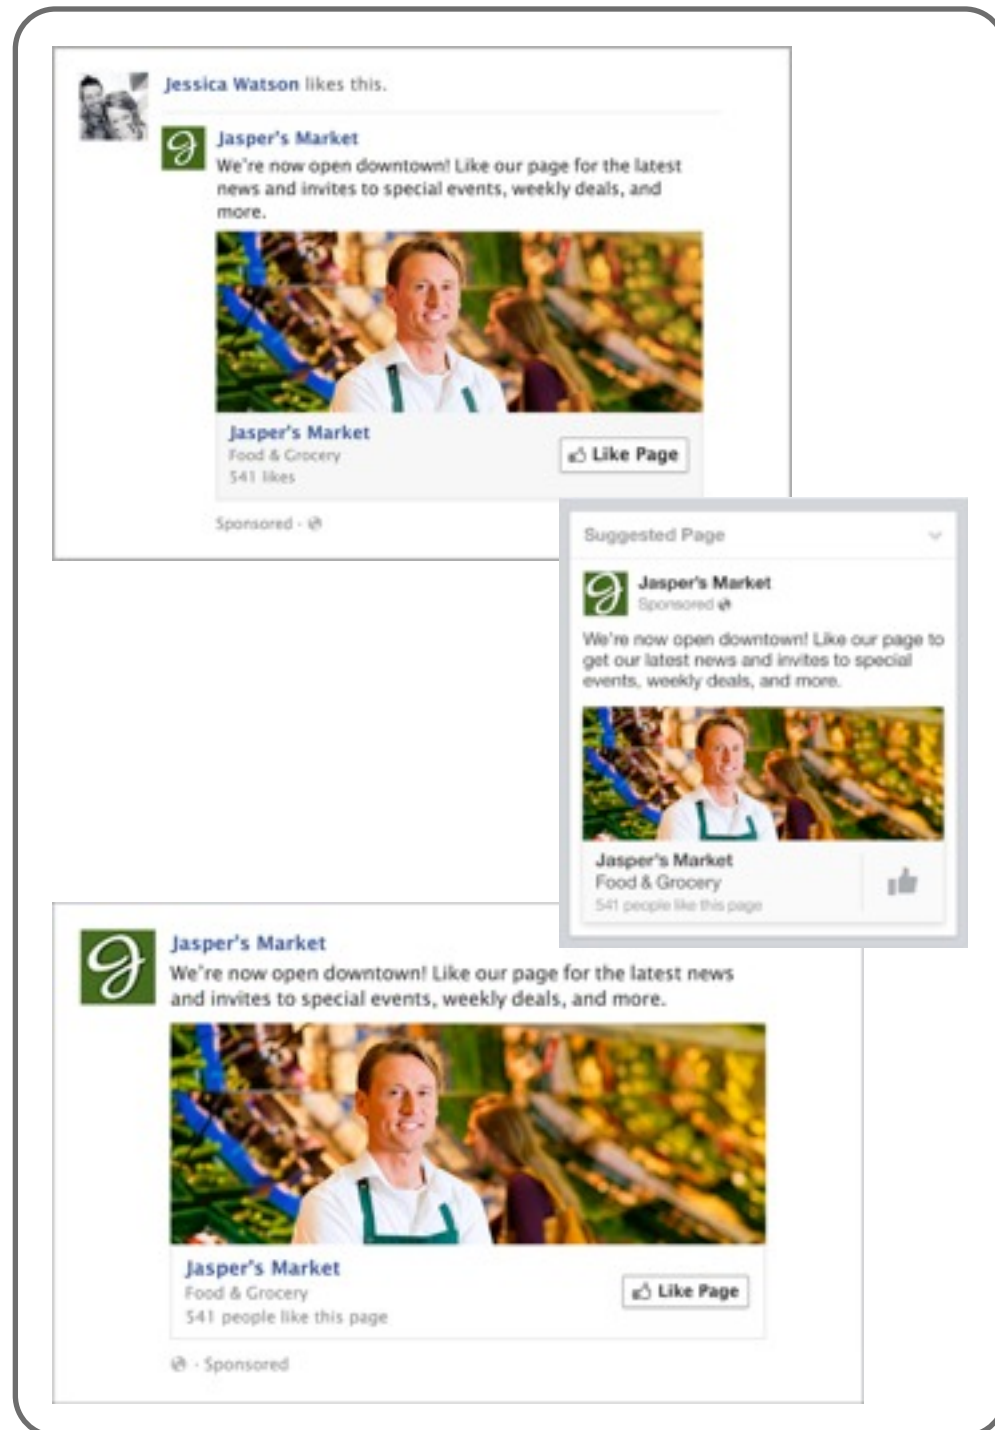 Jessica Watson likes this.
Jasper's Market
We're now open downtown! Like our page for the latest
news and invites to special events, weekly deals, and
more.
Jasper's Market
Food & Grocery
541 likes
Like Page
Sponsored ·
Suggested Page
Jasper's Market
Sponsored
We're now open downtown! Like our page to
get our latest news and invites to special
events, weekly deals, and more.
Jasper's Market
Food & Grocery
541 people like this page
Jasper's Market
We're now open downtown! Like our page for the latest news
and invites to special events, weekly deals, and more.
Jasper's Market
Food & Grocery
541 people like this page
Like Page
· Sponsored